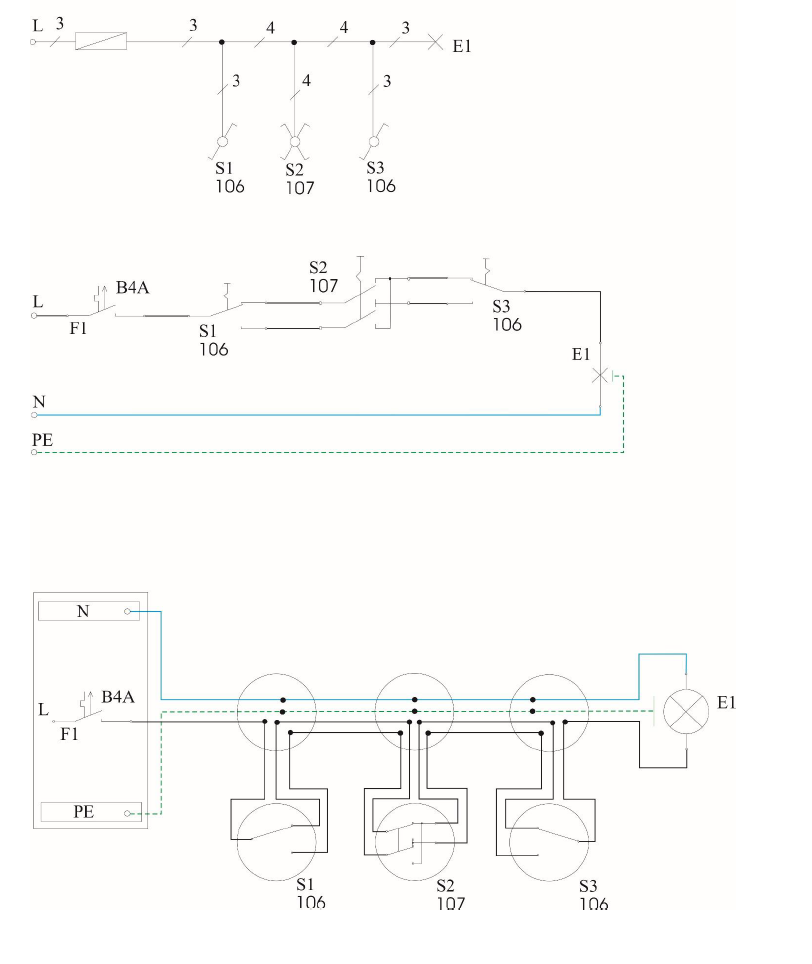 L 3 3 4 4 3 E1
3 4 3
S1 S2 S3
106 107 106
S2
107
B4A
L
F1 S1 S3
106 106
E1
N
PE
N
B4A
L
F1
E1
PE
S1 S2 S3
106 107 106